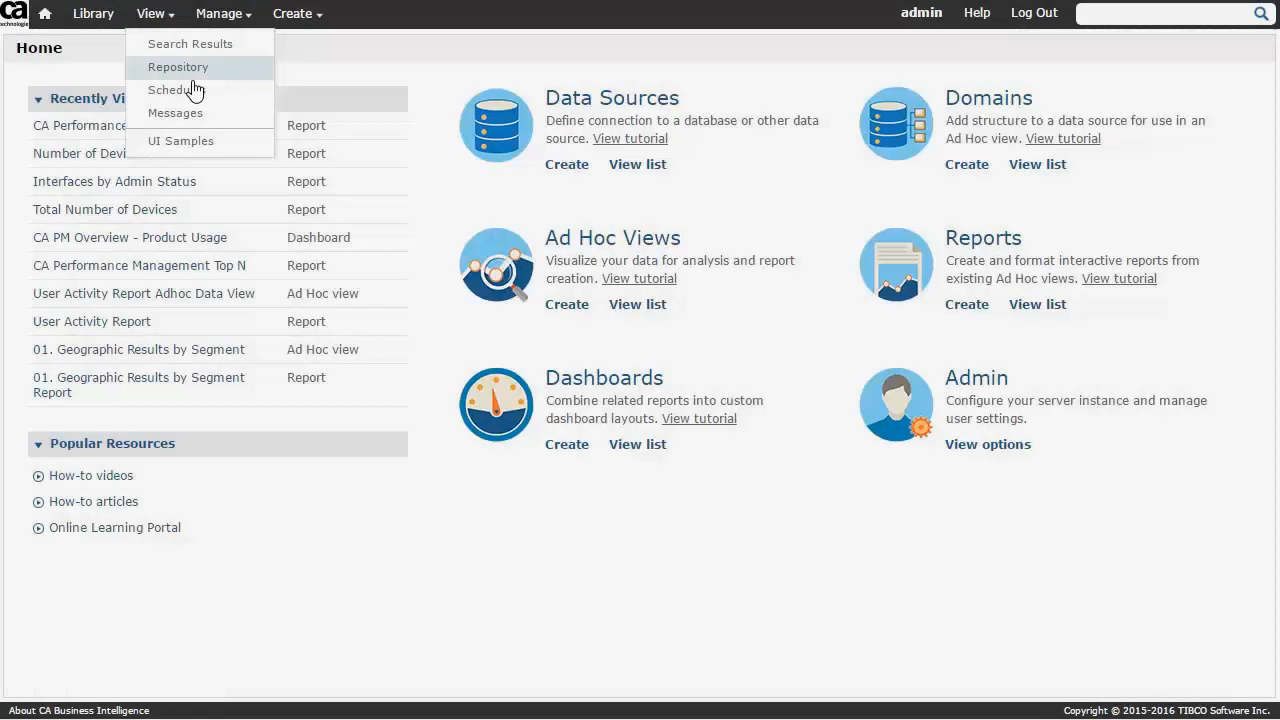 ca
technologies
Library View Manage Create admin Help Log Out
Home
Search Results
Repository
Messages
UI Samples
Recently
CA Performance Report
Number of Report
Interfaces by Admin Status Report
Total Number of Devices Report
CA PM Overview - Product Usage Dashboard
CA Performance Management Top N Report
User Activity Report Adhoc Data View Ad Hoc view
User Activity Report Report
01. Geographic Results by Segment Ad Hoc view
01. Geographic Results by Segment Report
Report
Popular Resources
How-to videos
How-to articles
Online Learning Portal
Data Sources
Define connection to a database or other data
source. View tutorial
Create View list
Domains
Add structure to a data source for use in an
Ad Hoc view. View tutorial
Create View list
Ad Hoc Views
Visualize your data for analysis and report
creation. View tutorial
Create View list
Reports
Create and format interactive reports from
existing Ad Hoc views. View tutorial
Create View list
Dashboards
Combine related reports into custom
dashboard layouts. View tutorial
Create View list
Admin
Configure your server instance and manage
user settings.
View options
About CA Business Intelligence
Copyright © 2015-2016 TIBCO Software Inc.